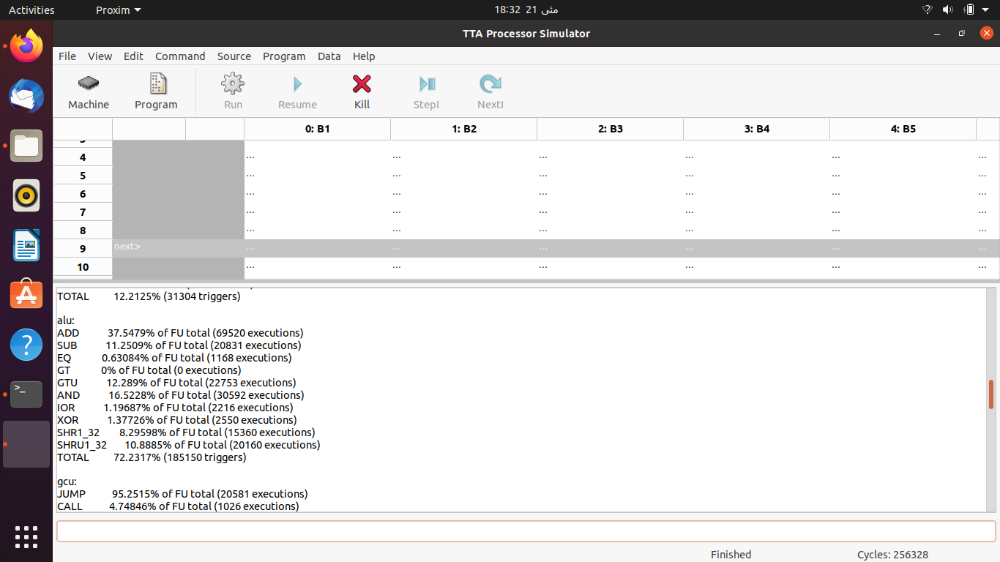 Activities Proxim 18:32 21 مئی
TTA Processor Simulator
File View Edit Command Source Program Data Help
Machine Program Run Resume Kill StepI NextI
0: B1 1: B2 2: B3 3: B4 4: B5
4 ... ... ... ... ... ...
5 ... ... ... ... ... ...
6 ... ... ... ... ... ...
7 ... ... ... ... ... ...
8 ... ... ... ... ... ...
9 next> ... ... ... ... ... ...
10 ... ... ... ... ... ...
TOTAL 12.2125% (31304 triggers)
alu:
ADD 37.5479% of FU total (69520 executions)
SUB 11.2509% of FU total (20831 executions)
EQ 0.63084% of FU total (1168 executions)
GT 0% of FU total (0 executions)
GTU 12.289% of FU total (22753 executions)
AND 16.5228% of FU total (30592 executions)
IOR 1.19687% of FU total (2216 executions)
XOR 1.37726% of FU total (2550 executions)
SHR1_32 8.29598% of FU total (15360 executions)
SHRU1_32 10.8885% of FU total (20160 executions)
TOTAL 72.2317% (185150 triggers)
gcu:
JUMP 95.2515% of FU total (20581 executions)
CALL 4.74846% of FU total (1026 executions)
Finished Cycles: 256328